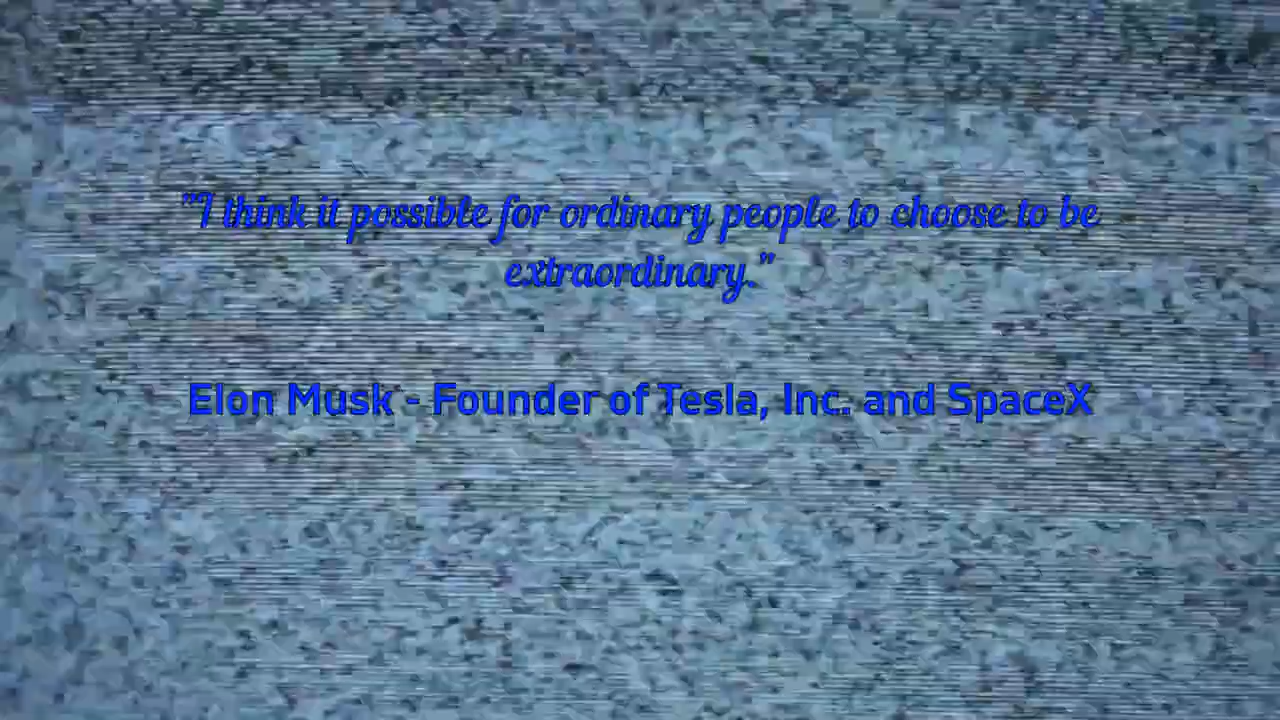 "I think it possible for ordinary people to choose to be
extraordinary."
Elon Musk - Founder of Tesla, Inc. and SpaceX